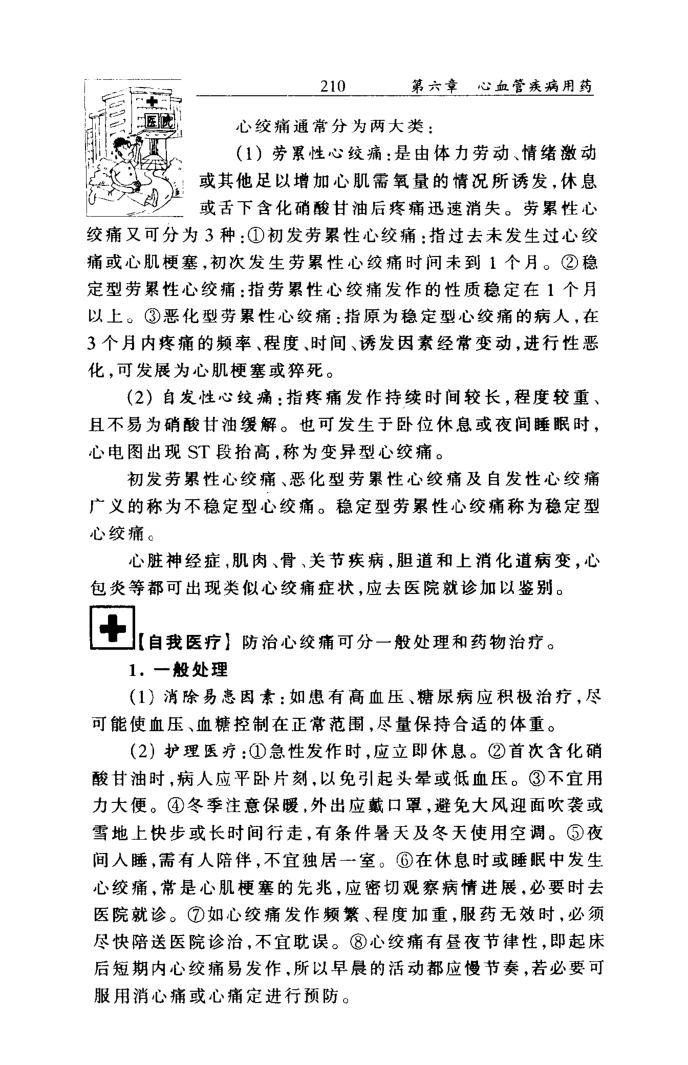 210 第六章 心血管疾病用药
医院
心绞痛通常分为两大类:
(1) 劳累性心绞痛:是由体力劳动、情绪激动
或其他足以增加心肌需氧量的情况所诱发,休息
或舌下含化硝酸甘油后疼痛迅速消失。劳累性心
绞痛又可分为 3 种:①初发劳累性心绞痛:指过去未发生过心绞
痛或心肌梗塞,初次发生劳累性心绞痛时间未到 1 个月。②稳
定型劳累性心绞痛:指劳累性心绞痛发作的性质稳定在 1 个月
以上。③恶化型劳累性心绞痛:指原为稳定型心绞痛的病人,在
3 个月内疼痛的频率、程度、时间、诱发因素经常变动,进行性恶
化,可发展为心肌梗塞或猝死。
(2) 自发性心绞痛:指疼痛发作持续时间较长,程度较重、
且不易为硝酸甘油缓解。也可发生于卧位休息或夜间睡眠时,
心电图出现 ST 段抬高,称为变异型心绞痛。
初发劳累性心绞痛、恶化型劳累性心绞痛及自发性心绞痛
广义的称为不稳定型心绞痛。稳定型劳累性心绞痛称为稳定型
心绞痛。
心脏神经症,肌肉、骨、关节疾病,胆道和上消化道病变,心
包炎等都可出现类似心绞痛症状,应去医院就诊加以鉴别。
【自我医疗】防治心绞痛可分一般处理和药物治疗。
1. 一般处理
(1) 消除易患因素:如患有高血压、糖尿病应积极治疗,尽
可能使血压、血糖控制在正常范围,尽量保持合适的体重。
(2) 护理医疗:①急性发作时,应立即休息。②首次含化硝
酸甘油时,病人应平卧片刻,以免引起头晕或低血压。③不宜用
力大便。④冬季注意保暖,外出应戴口罩,避免大风迎面吹袭或
雪地上快步或长时间行走,有条件暑天及冬天使用空调。⑤夜
间入睡,需有人陪伴,不宜独居一室。⑥在休息时或睡眠中发生
心绞痛,常是心肌梗塞的先兆,应密切观察病情进展,必要时去
医院就诊。⑦如心绞痛发作频繁、程度加重,服药无效时,必须
尽快陪送医院诊治,不宜耽误。⑧心绞痛有昼夜节律性,即起床
后短期内心绞痛易发作,所以早晨的活动都应慢节奏,若必要可
服用消心痛或心痛定进行预防。